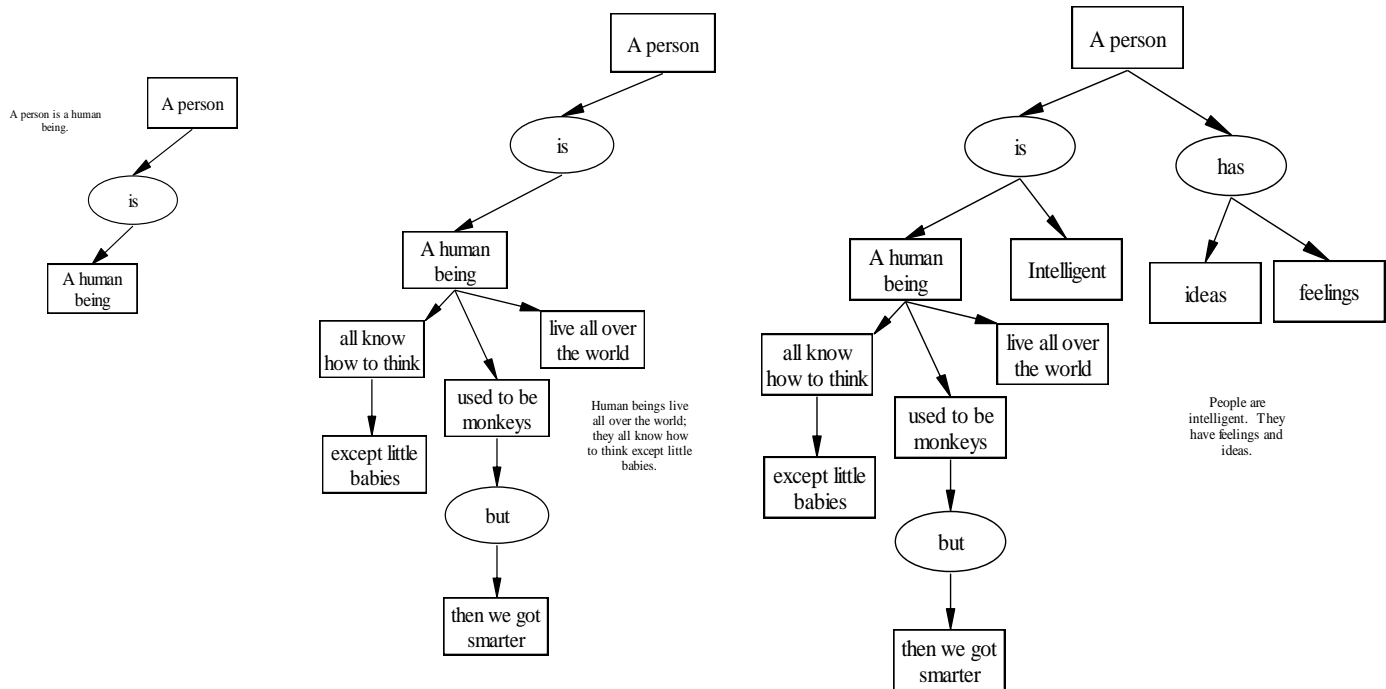 A person is a human
being.
A person
is
A human
being
A person
is
A human
being
all know
how to think
live all over
the world
used to be
monkeys
except little
babies
but
then we got
smarter
Human beings live
all over the world;
they all know how
to think except little
babies.
A person
is
has
A human
being
Intelligent
ideas
feelings
all know
how to think
live all over
the world
used to be
monkeys
except little
babies
but
then we got
smarter
People are
intelligent. They
have feelings and
ideas.